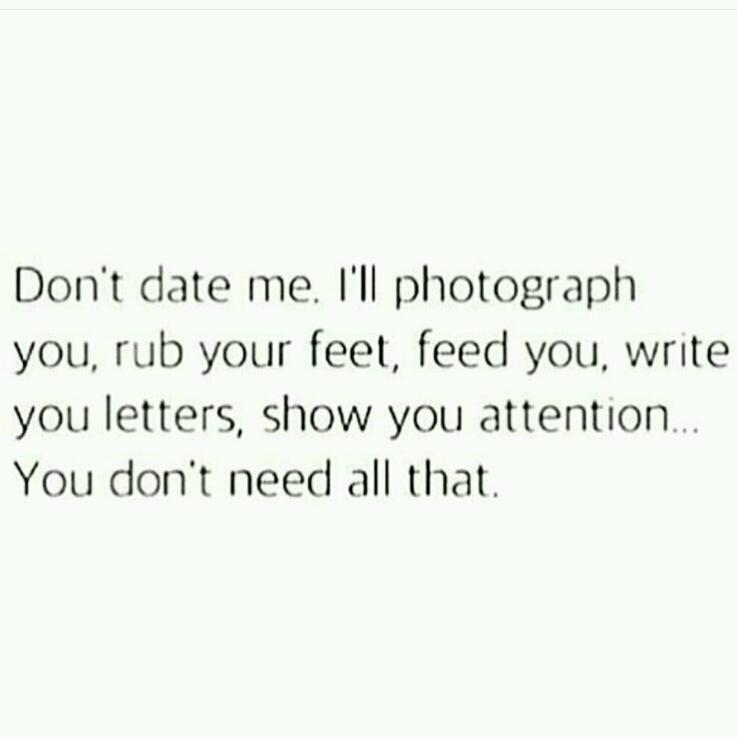 Don't date me. I'll photograph
you, rub your feet, feed you, write
you letters, show you attention...
You don't need all that.